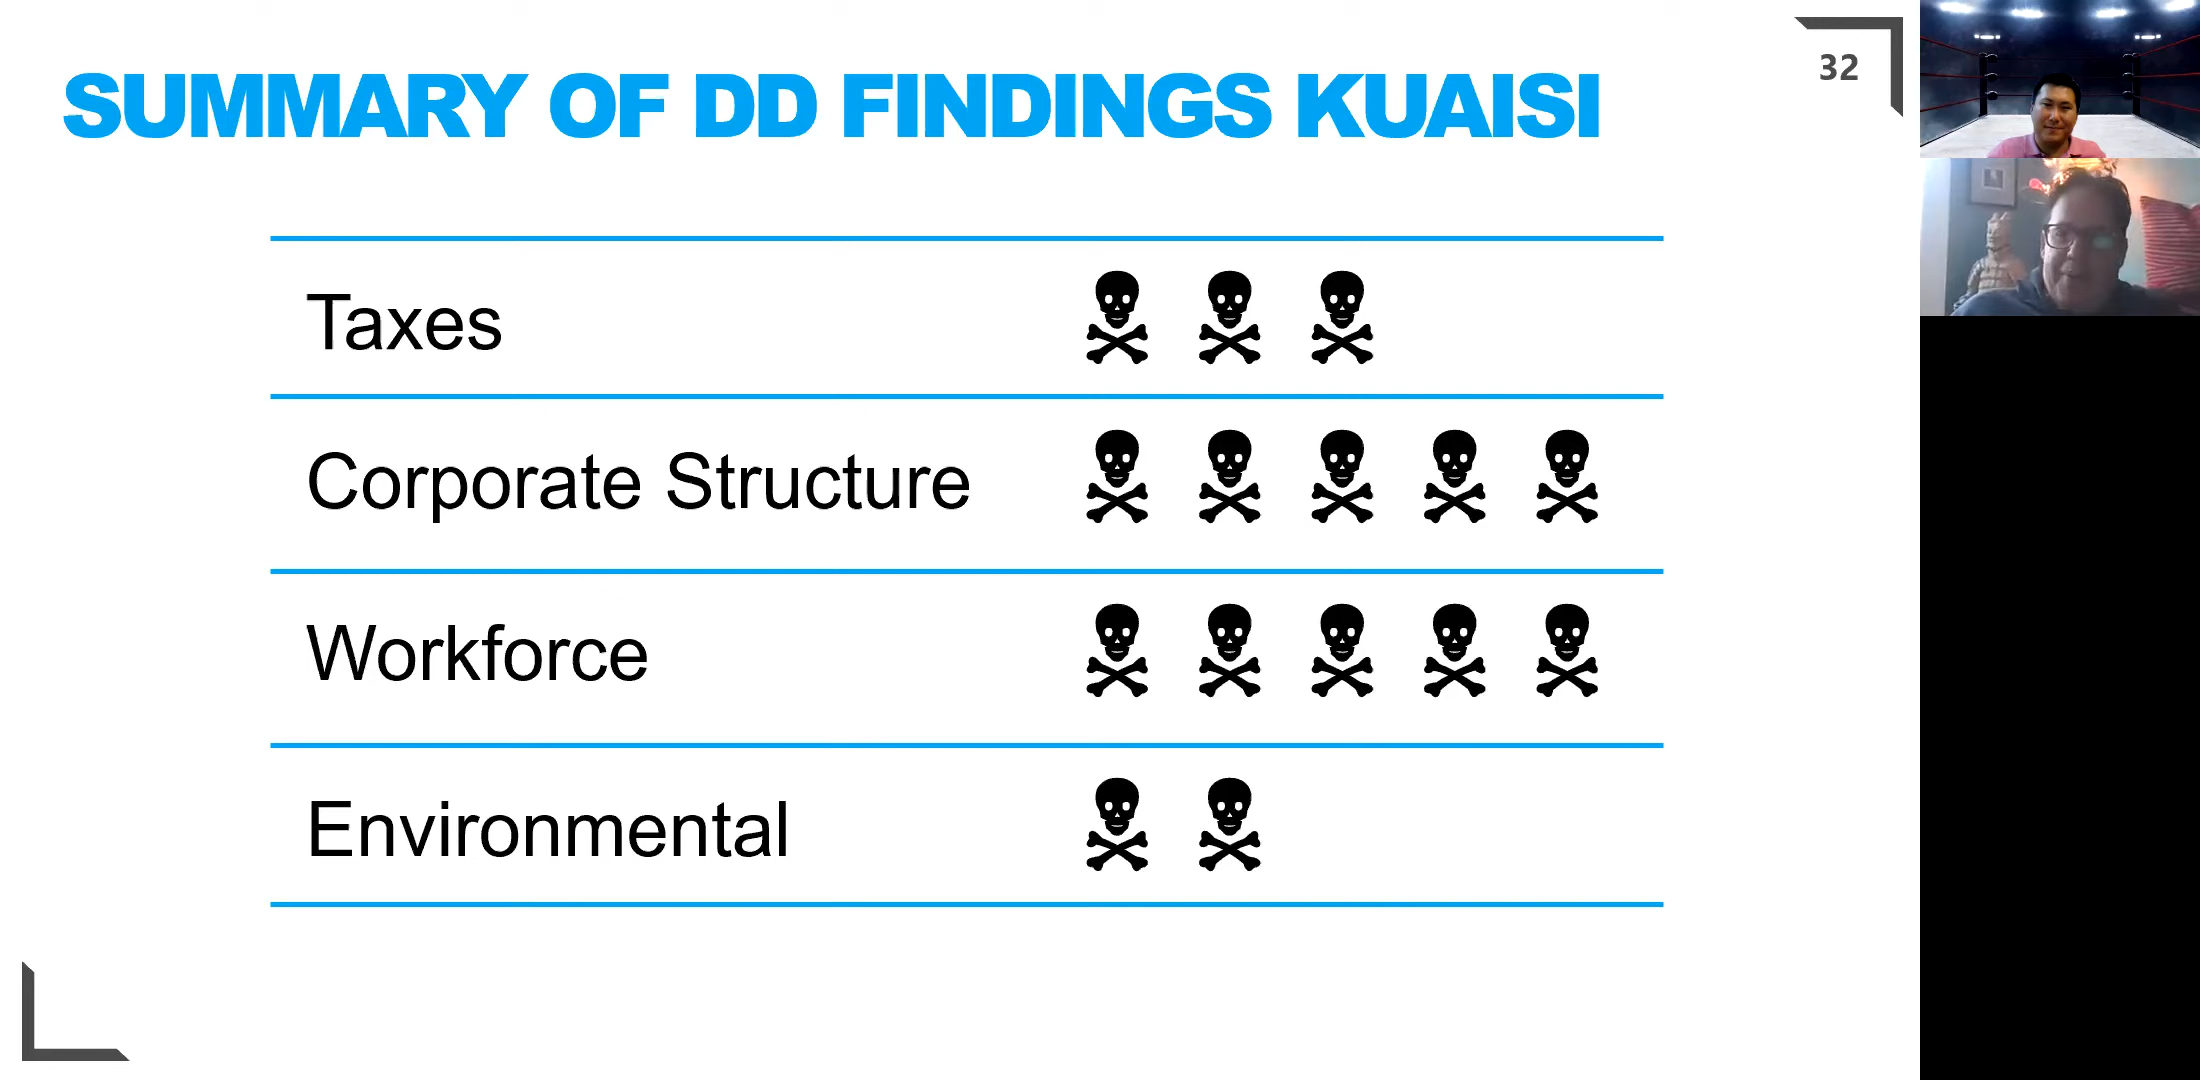 SUMMARY OF DD FINDINGS KUAISI
32
Taxes
Corporate Structure
Workforce
Environmental